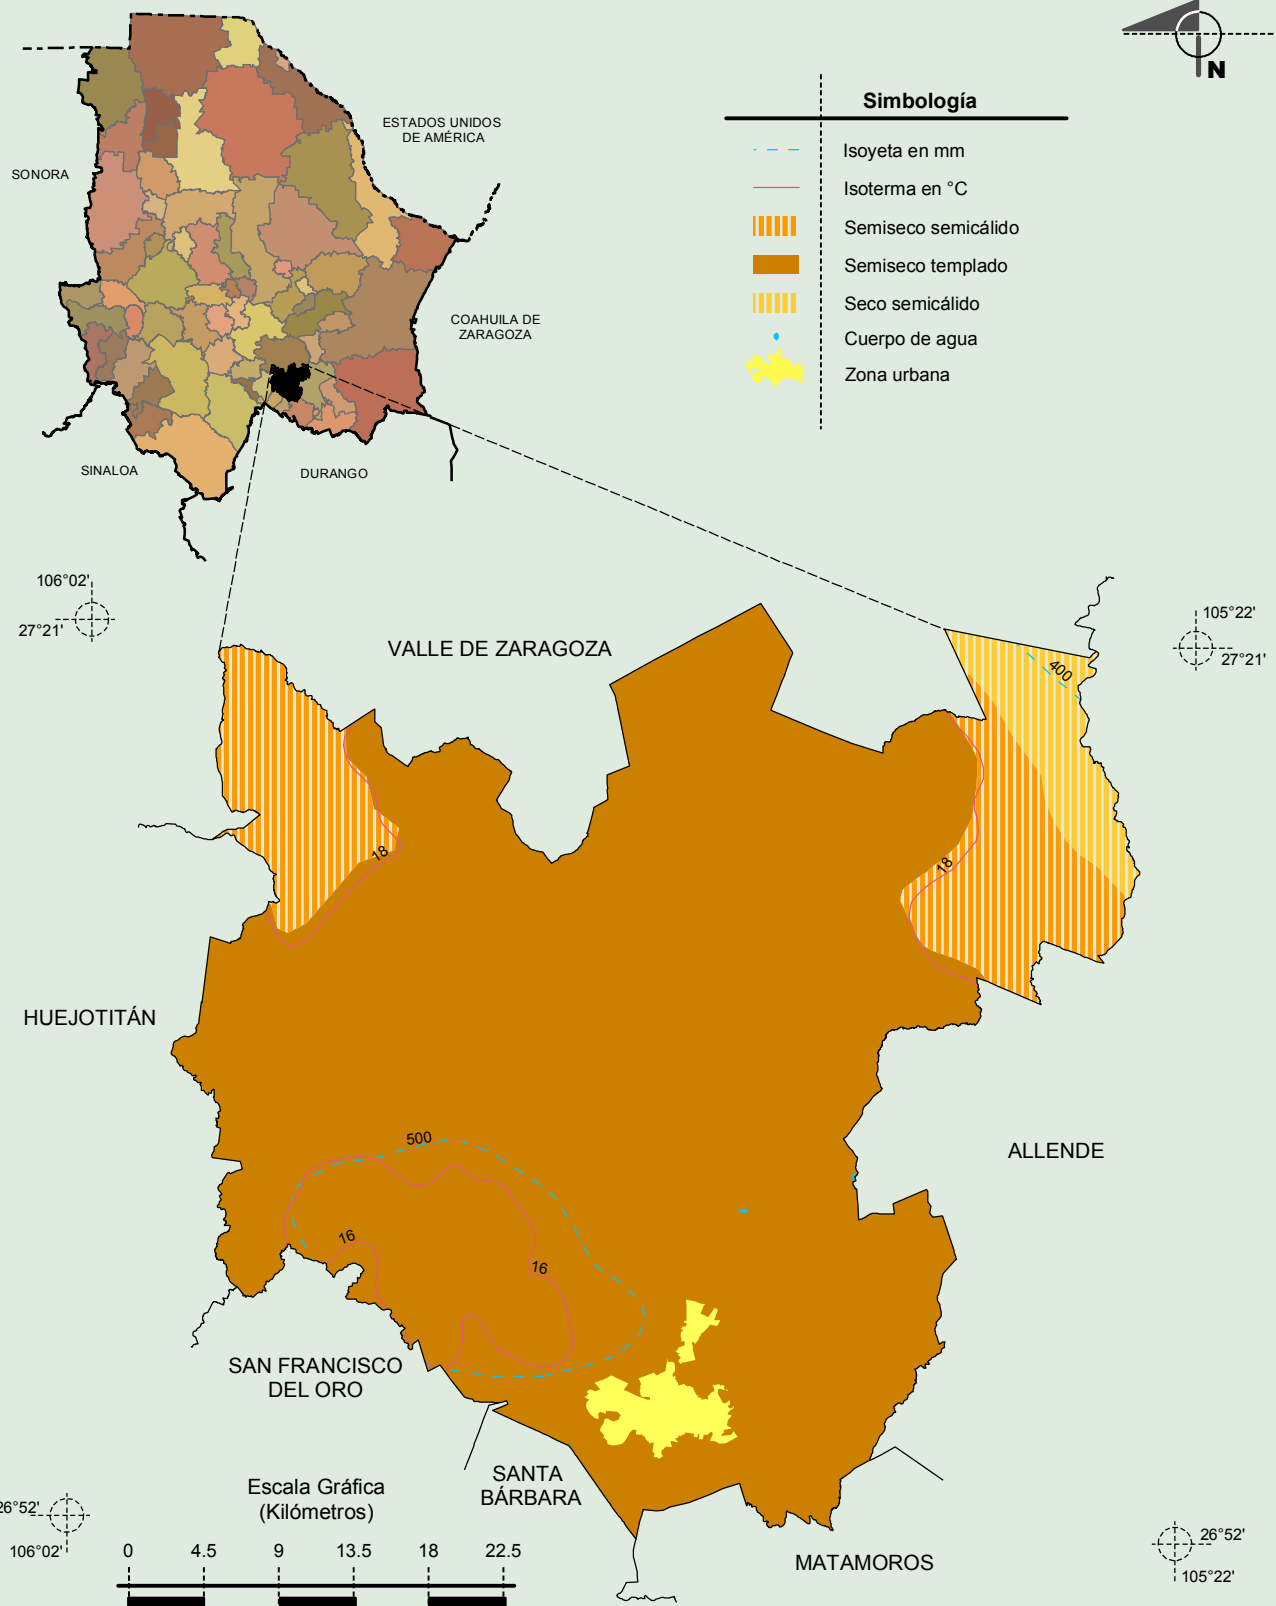 N
Simbología
Isoyeta en mm
Isoterma en °C
Semiseco semicálido
Semiseco templado
Seco semicálido
Cuerpo de agua
Zona urbana
ESTADOS UNIDOS
DE AMÉRICA
SONORA
COAHUILA DE
ZARAGOZA
SINALOA
DURANGO
106°02'
27°21'
105°22'
27°21'
VALLE DE ZARAGOZA
400
18
18
HUEJOTITÁN
500
ALLENDE
16
16
SAN FRANCISCO
DEL ORO
SANTA
BÁRBARA
MATAMOROS
Escala Gráfica
(Kilómetros)
0 4.5 9 13.5 18 22.5
26°52'
106°02'
26°52'
105°22'